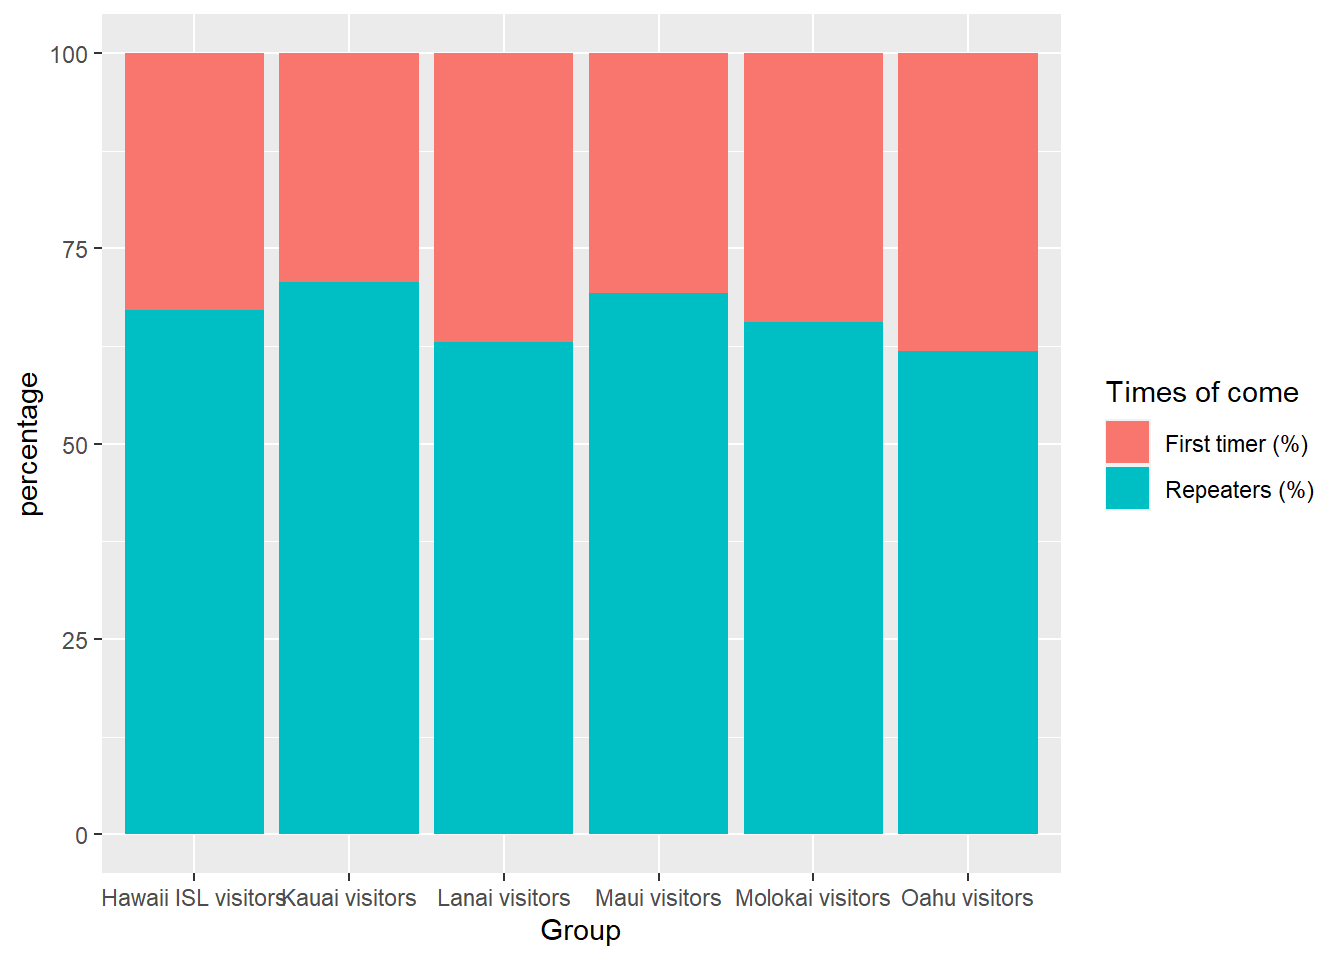 100
75
50
25
0
percentage
Hawaii ISL visitors Kauai visitors Lanai visitors Maui visitors Molokai visitors Oahu visitors
Group
Times of come
First timer (%)
Repeaters (%)